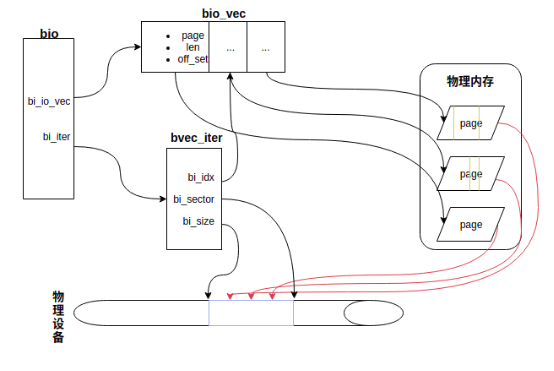 bio
bio_vec
page
len
off_set
...
...
bi_io_vec
bi_iter
物理内存
page
page
page
bvec_iter
bi_idx
bi_sector
bi_size
物理设备